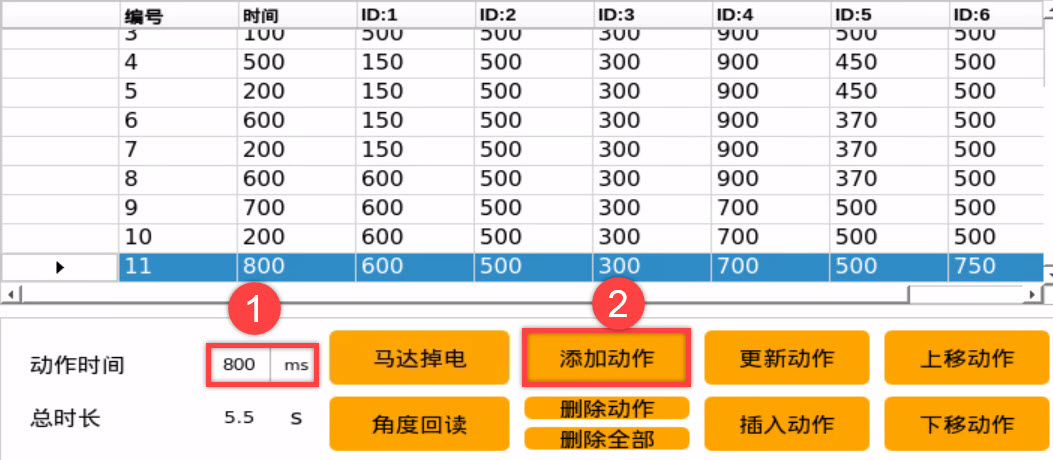 编号 时间 ID:1 ID:2 ID:3 ID:4 ID:5 ID:6
3 100 500 500 300 900 500 500
4 500 150 500 300 900 450 500
5 200 150 500 300 900 450 500
6 600 150 500 300 900 370 500
7 200 150 500 300 900 370 500
8 600 600 500 300 900 370 500
9 700 600 500 300 700 500 500
10 200 600 500 300 700 500 500
11 800 600 500 300 700 500 750
1 2
动作时间 800 ms 马达掉电 添加动作 更新动作 上移动作
总时长 5.5 S 角度回读 删除动作 插入动作 下移动作
删除全部